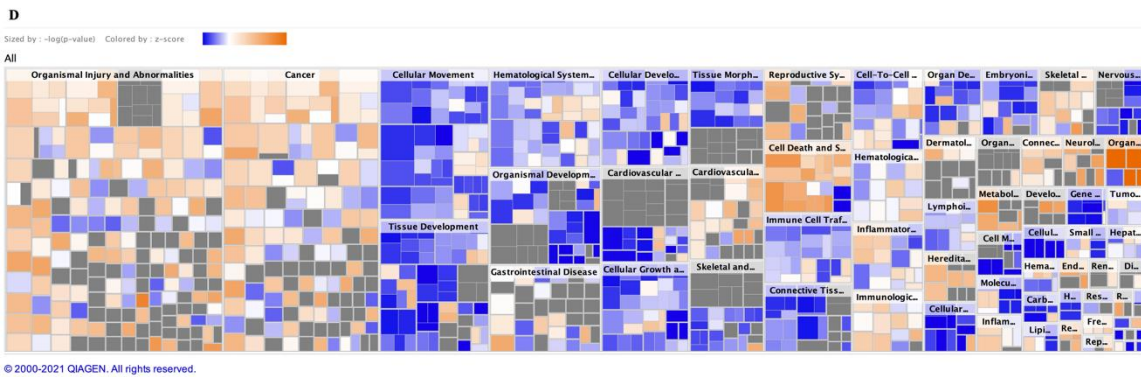 D
Sized by : -log(p-value) Colored by : z-score
All
Organismal Injury and Abnormalities
Cancer
Cellular Movement
Hematological System...
Cellular Develo...
Tissue Morph...
Reproductive Sy...
Cell-To-Cell ...
Organ De...
Embryoni...
Skeletal ...
Nervous...
Cell Death and S...
Dermatol...
Organ...
Connec...
Neurol...
Organ...
Hematologica...
Organismal Developm...
Cardiovascular ...
Cardiovascula...
Metabol...
Develo...
Gene ...
Tumo...
Lymphoi...
Immune Cell Traf...
Tissue Development
Inflammator...
Cell M...
Cellul...
Small ...
Hepat...
Heredita...
Gastrointestinal Disease
Cellular Growth a...
Skeletal and...
Hema...
End...
Ren...
Di...
Molecu...
Connective Tiss...
Immunologic...
Carb...
H...
Res...
R...
Cellular...
Inflam...
Fre...
Lipi...
Re...
Rep...
© 2000-2021 QIAGEN. All rights reserved.